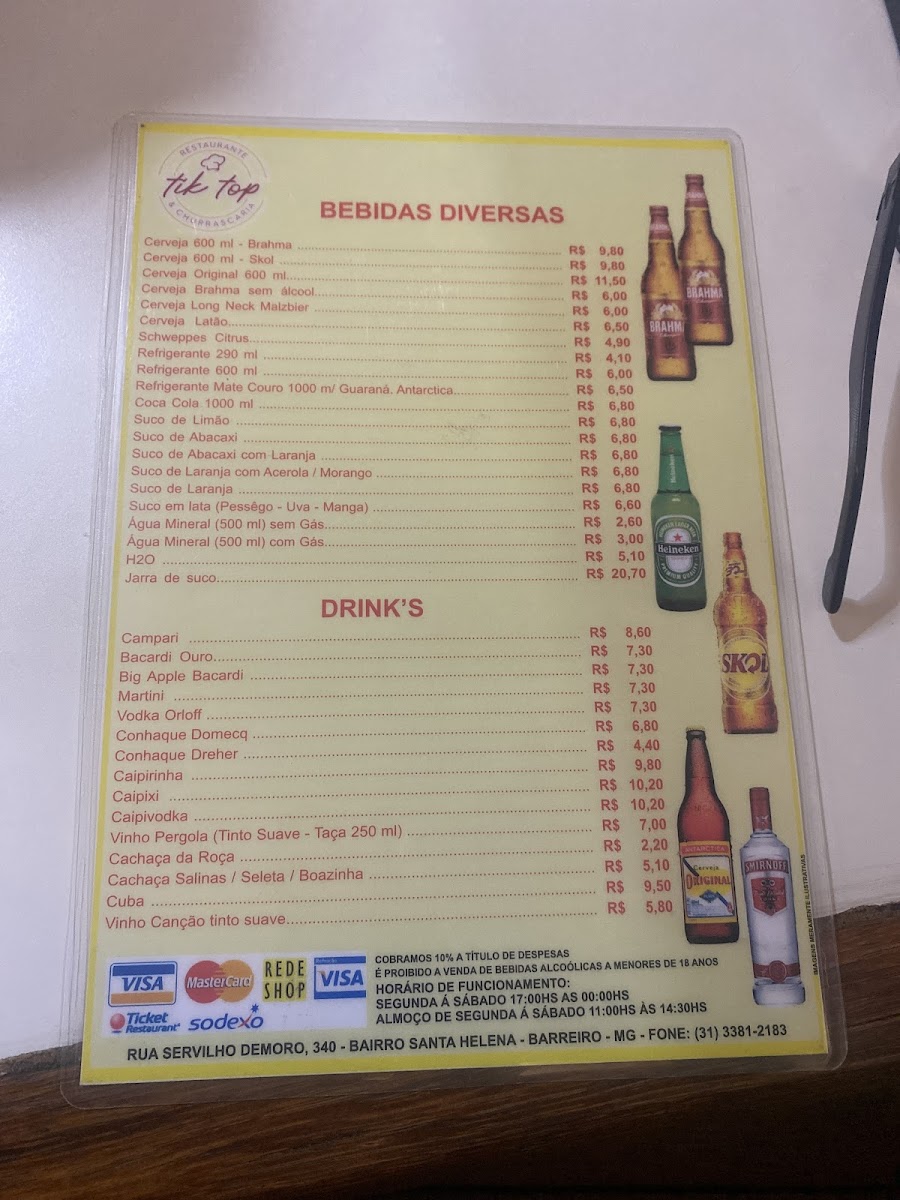 RESTAURANTE
tik top
& CHURRASCARIA
BEBIDAS DIVERSAS
Cerveja 600 ml - Brahma ........ R$ 9,80
Cerveja 600 ml - Skol ........ R$ 9,80
Cerveja Original 600 ml........ R$ 11,50
Cerveja Brahma sem álcool........ R$ 6,00
Cerveja Long Neck Malzbier ........ R$ 6,00
Cerveja Latão........ R$ 6,50
Schweppes Citrus........ R$ 4,90
Refrigerante 290 ml ........ R$ 4,10
Refrigerante 600 ml ........ R$ 6,00
Refrigerante Mate Couro 1000 m/ Guaraná. Antarctica........ R$ 6,50
Coca Cola 1000 ml ........ R$ 6,80
Suco de Limão ........ R$ 6,80
Suco de Abacaxi ........ R$ 6,80
Suco de Abacaxi com Laranja ........ R$ 6,80
Suco de Laranja com Acerola / Morango ........ R$ 6,80
Suco de Laranja ........ R$ 6,80
Suco em lata (Pessêgo - Uva - Manga) ........ R$ 6,60
Água Mineral (500 ml) sem Gás........ R$ 2,60
Água Mineral (500 ml) com Gás........ R$ 3,00
H2O ........ R$ 5,10
Jarra de suco........ R$ 20,70
DRINK'S
Campari ........ R$ 8,60
Bacardi Ouro........ R$ 7,30
Big Apple Bacardi ........ R$ 7,30
Martini ........ R$ 7,30
Vodka Orloff ........ R$ 7,30
Conhaque Domecq ........ R$ 6,80
Conhaque Dreher ........ R$ 4,40
Caipirinha ........ R$ 9,80
Caipixi ........ R$ 10,20
Caipivodka ........ R$ 10,20
Vinho Pergola (Tinto Suave - Taça 250 ml) ........ R$ 7,00
Cachaça da Roça ........ R$ 2,20
Cachaça Salinas / Seleta / Boazinha ........ R$ 5,10
Cuba ........ R$ 9,50
Vinho Canção tinto suave........ R$ 5,80
BRAHMA
BRAHMA
Heineken
Heineken
PREMIUM QUALITY
SKOL
ANTARCTICA
Cerveja
ORIGINAL
SMIRNOFF
IMAGENS MERAMENTE ILUSTRATIVAS
VISA
MasterCard
REDE
SHOP
VISA
Ticket
Restaurant
sodexo
COBRAMOS 10% A TÍTULO DE DESPESAS
É PROIBIDO A VENDA DE BEBIDAS ALCOÓLICAS A MENORES DE 18 ANOS
HORÁRIO DE FUNCIONAMENTO:
SEGUNDA Á SÁBADO 17:00HS AS 00:00HS
ALMOÇO DE SEGUNDA Á SÁBADO 11:00HS ÀS 14:30HS
RUA SERVILHO DEMORO, 340 - BAIRRO SANTA HELENA - BARREIRO - MG - FONE: (31) 3381-2183